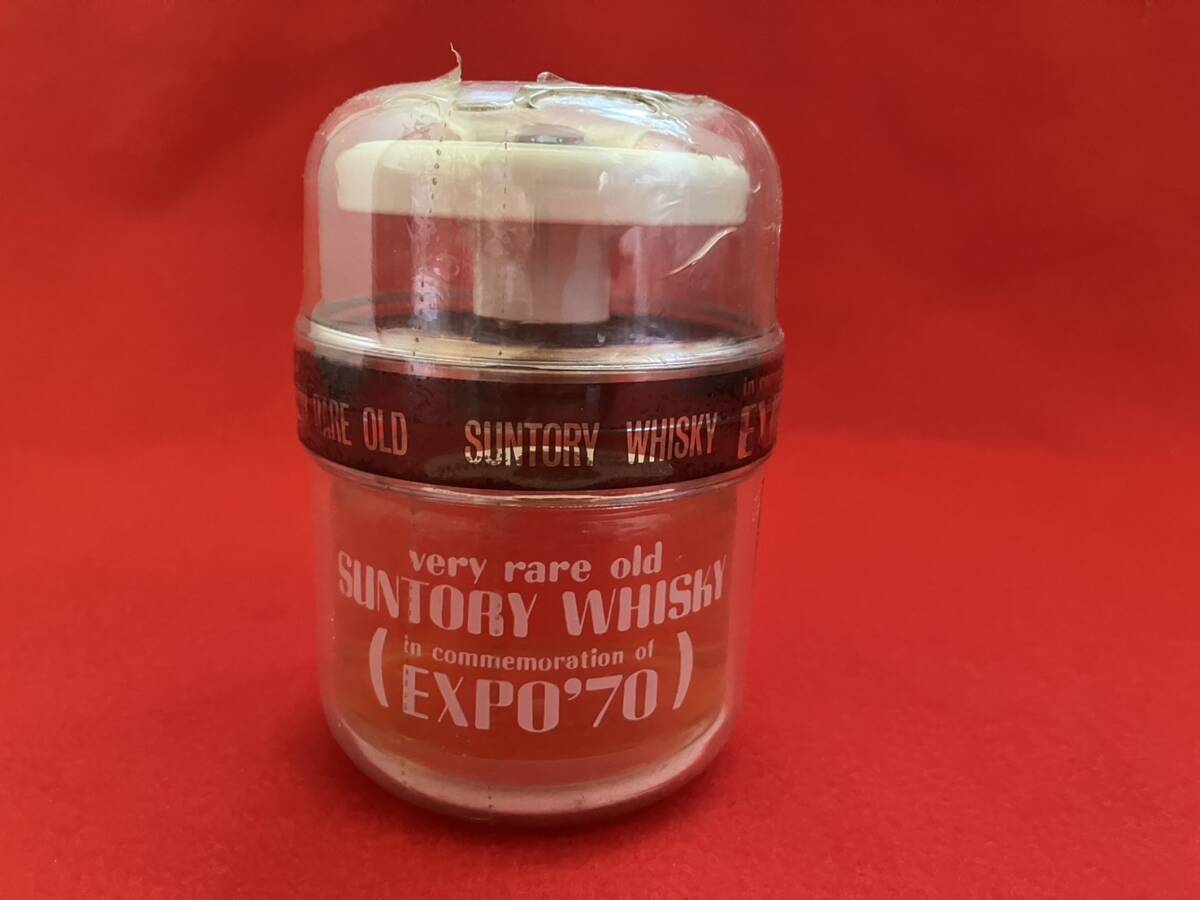 RARE OLD SUNTORY WHISKY
very rare old
SUNTORY WHISKY
(in commemoration of
EXPO'70)